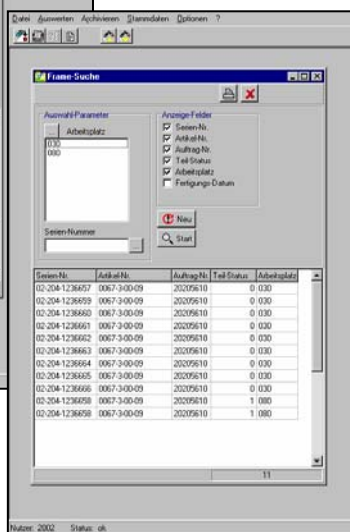 Datei Auswerten Archivieren Stammdaten Optionen ?
Frame-Suche
Auswahl-Parameter
... Arbeitsplatz
030
080
Serien-Nummer
...
Anzeige-Felder
Serien-Nr.
Artikel-Nr.
Auftrag-Nr.
Teil-Status
Arbeitsplatz
Fertigungs-Datum
Neu
Start
Serien-Nr. Artikel-Nr. Auftrag-Nr. Teil-Status Arbeitsplatz
02-204-1236657 0067-3-00-09 20205610 0 030
02-204-1236659 0067-3-00-09 20205610 0 030
02-204-1236660 0067-3-00-09 20205610 0 030
02-204-1236661 0067-3-00-09 20205610 0 030
02-204-1236662 0067-3-00-09 20205610 0 030
02-204-1236663 0067-3-00-09 20205610 0 030
02-204-1236664 0067-3-00-09 20205610 0 030
02-204-1236665 0067-3-00-09 20205610 0 030
02-204-1236666 0067-3-00-09 20205610 0 030
02-204-1236658 0067-3-00-09 20205610 1 080
02-204-1236658 0067-3-00-09 20205610 1 080
11
Nutzer: 2002 Status: ok